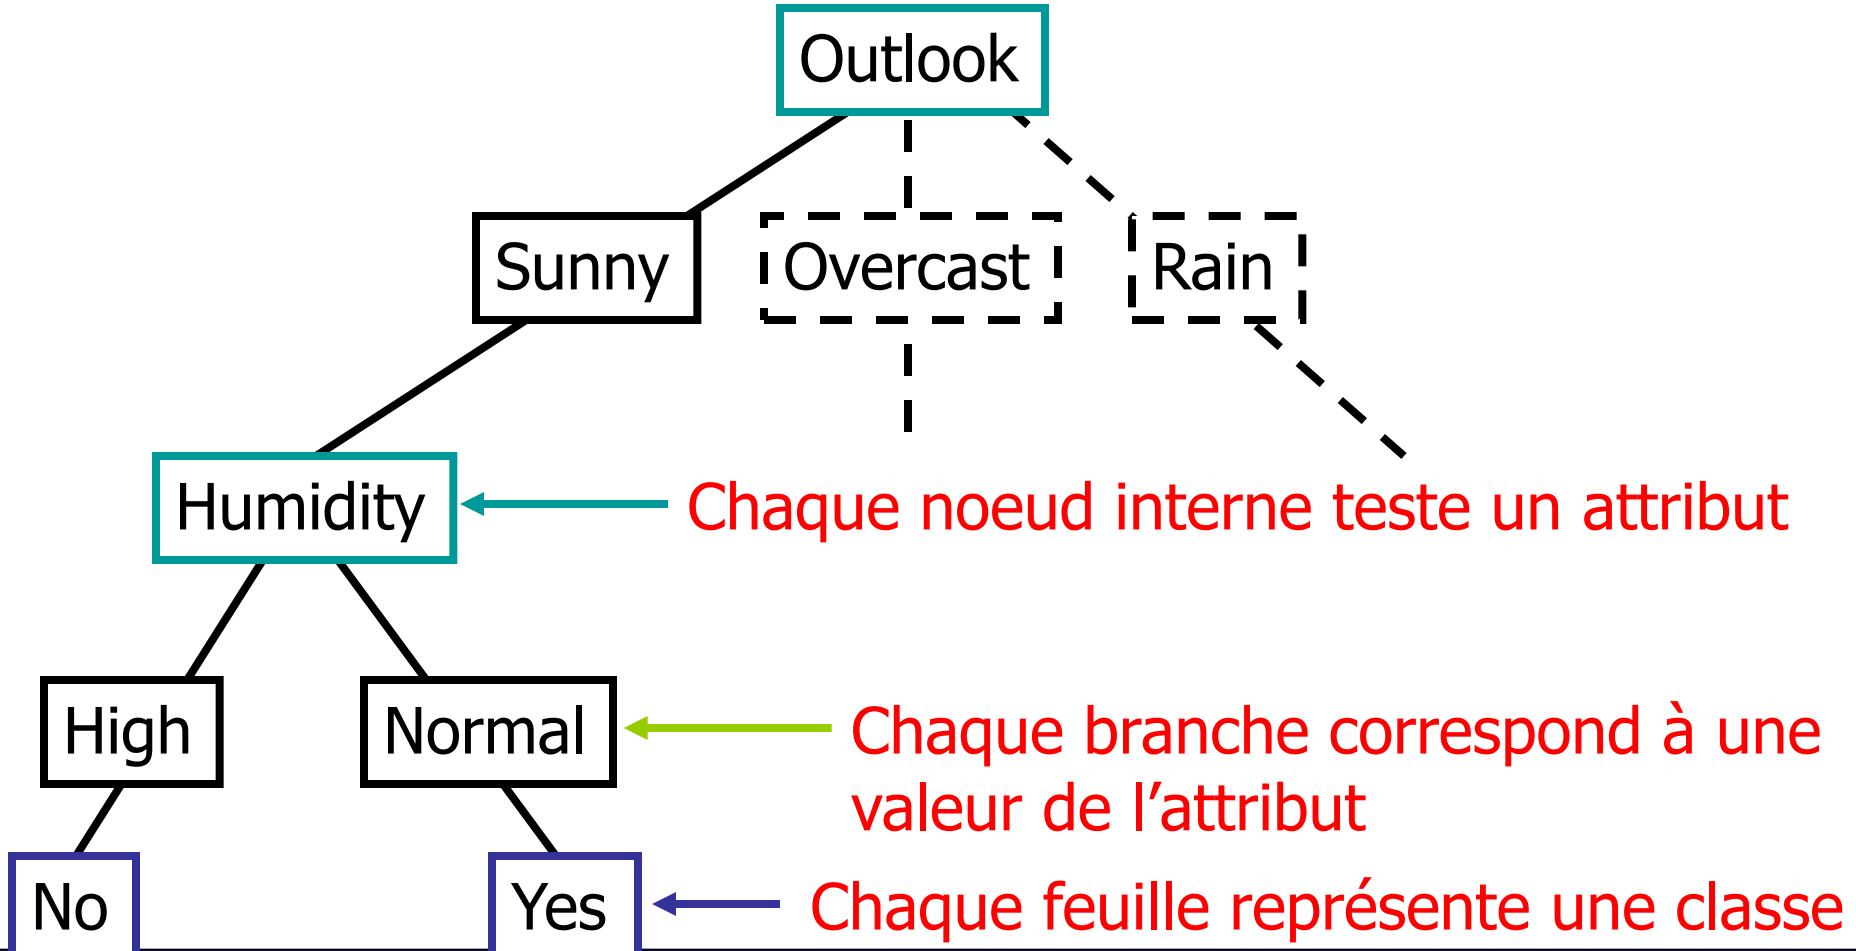 Outlook
Sunny
Overcast
Rain
Humidity
Chaque noeud interne teste un attribut
High
Normal
Chaque branche correspond à une
valeur de l’attribut
No
Yes
Chaque feuille représente une classe